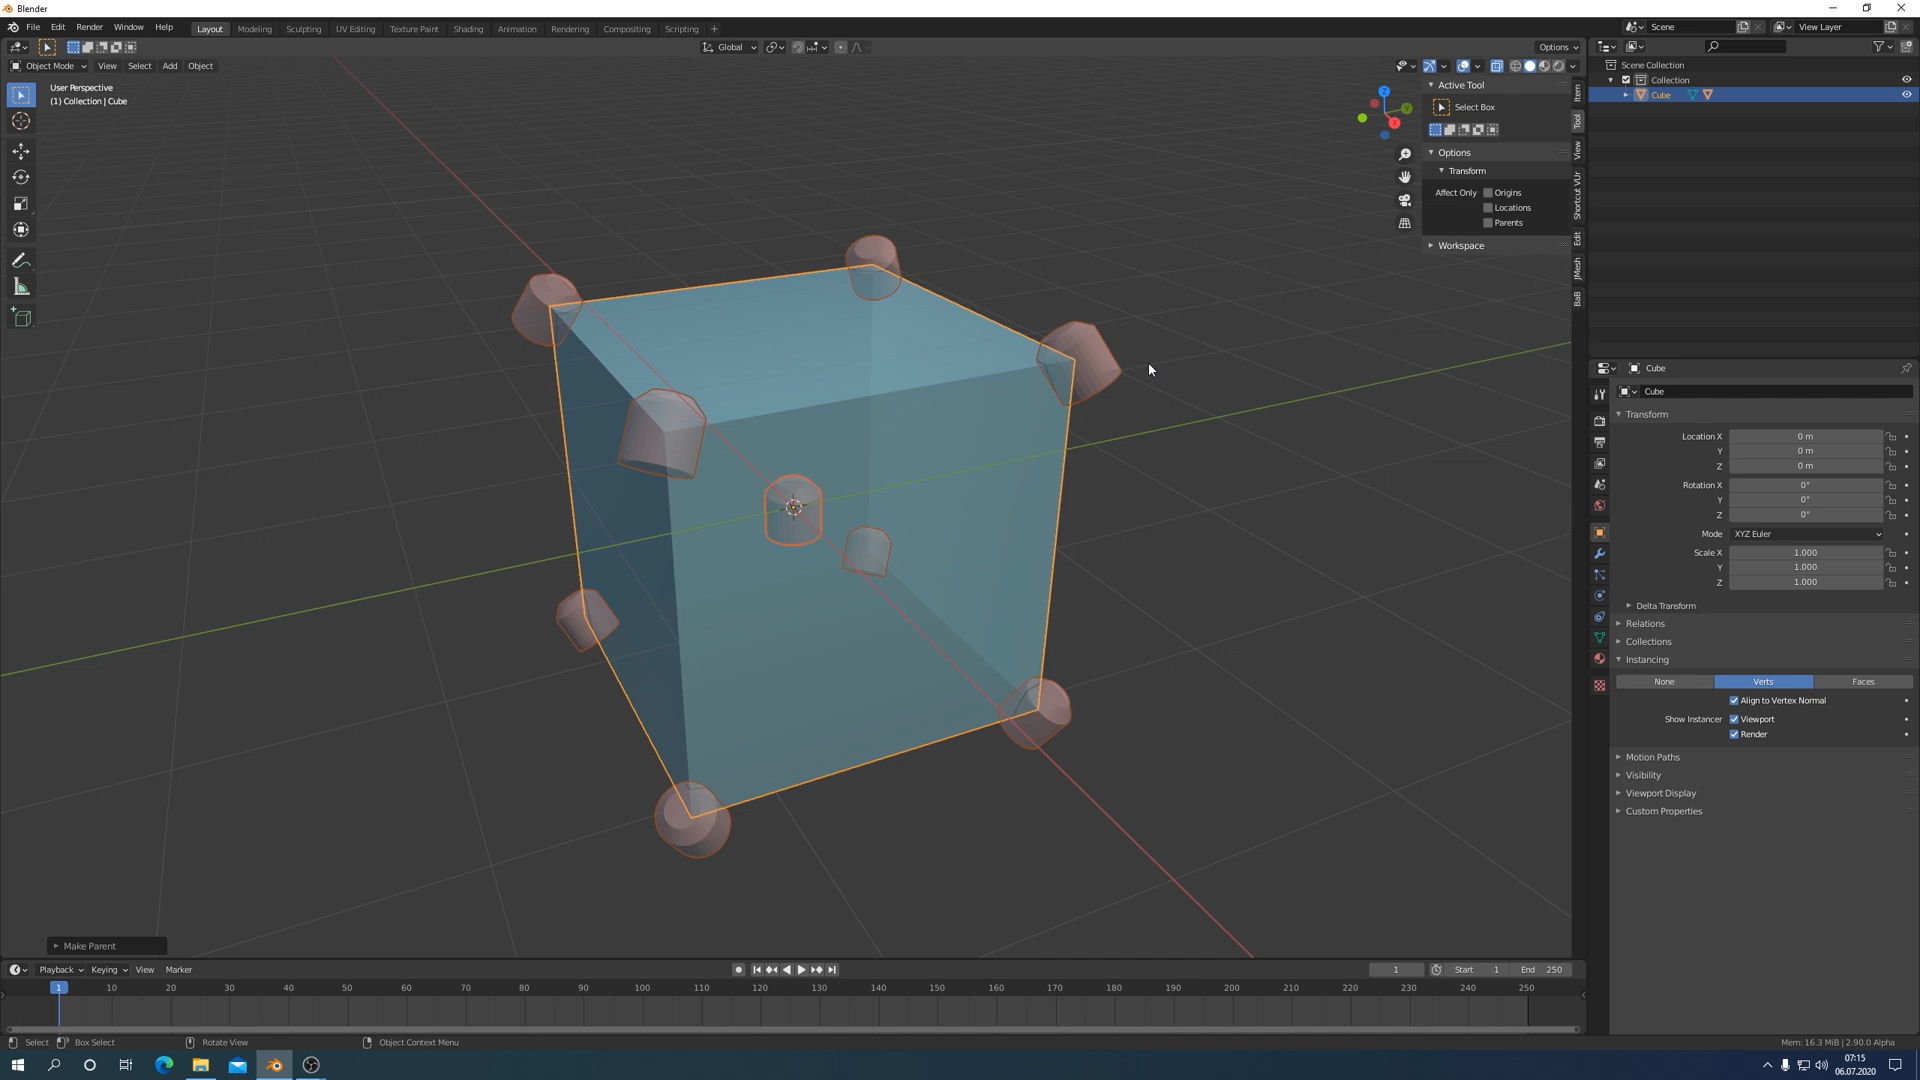 Blender
File Edit Render Window Help
Layout Modeling Sculpting UV Editing Texture Paint Shading Animation Rendering Compositing Scripting +
Scene
View Layer
Global
Options
Object Mode View Select Add Object
User Perspective
(1) Collection | Cube
Z
Y
X
Active Tool
Select Box
Options
Transform
Affect Only Origins
Locations
Parents
Workspace
Item
Tool
View
Shortcut VUr
Edit
JMesh
BaB
Scene Collection
Collection
Cube
Cube
Cube
Transform
Location X 0 m
Y 0 m
Z 0 m
Rotation X 0°
Y 0°
Z 0°
Mode XYZ Euler
Scale X 1.000
Y 1.000
Z 1.000
Delta Transform
Relations
Collections
Instancing
None Verts Faces
Align to Vertex Normal
Show Instancer Viewport
Render
Motion Paths
Visibility
Viewport Display
Custom Properties
Make Parent
Playback Keying View Marker
1 Start 1 End 250
1 10 20 30 40 50 60 70 80 90 100 110 120 130 140 150 160 170 180 190 200 210 220 230 240 250
Select Box Select Rotate View Object Context Menu
Mem: 16.3 MiB | 2.90.0 Alpha
07:15
06.07.2020